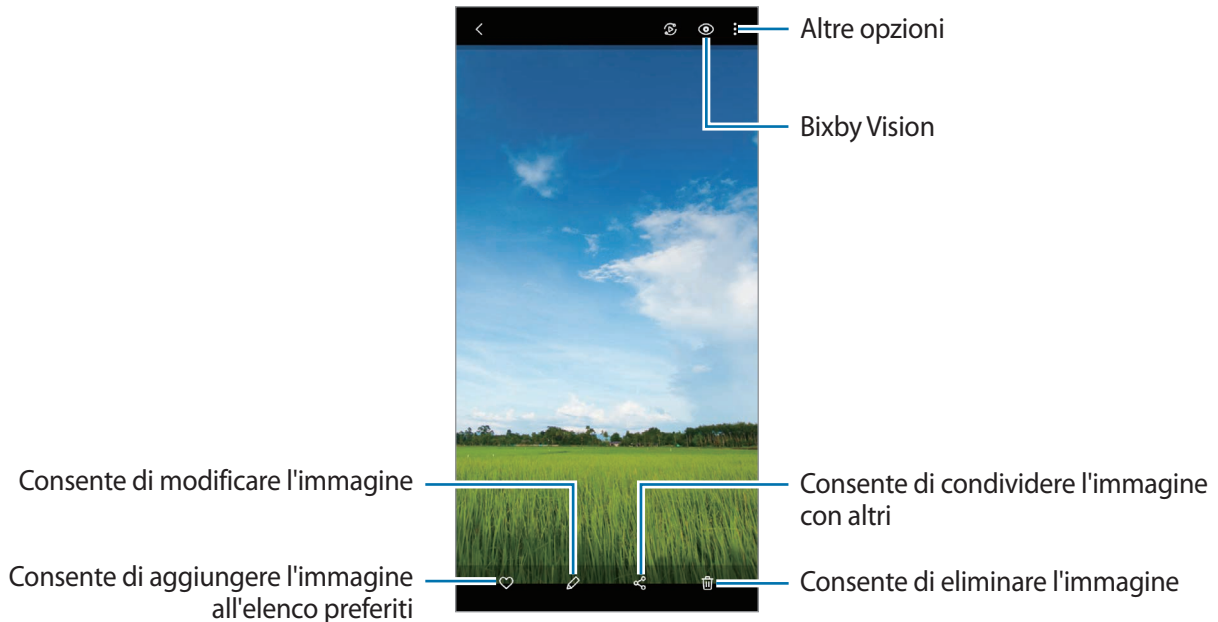 Altre opzioni
Bixby Vision
Consente di modificare l'immagine
Consente di condividere l'immagine
con altri
Consente di aggiungere l'immagine
all'elenco preferiti
Consente di eliminare l'immagine